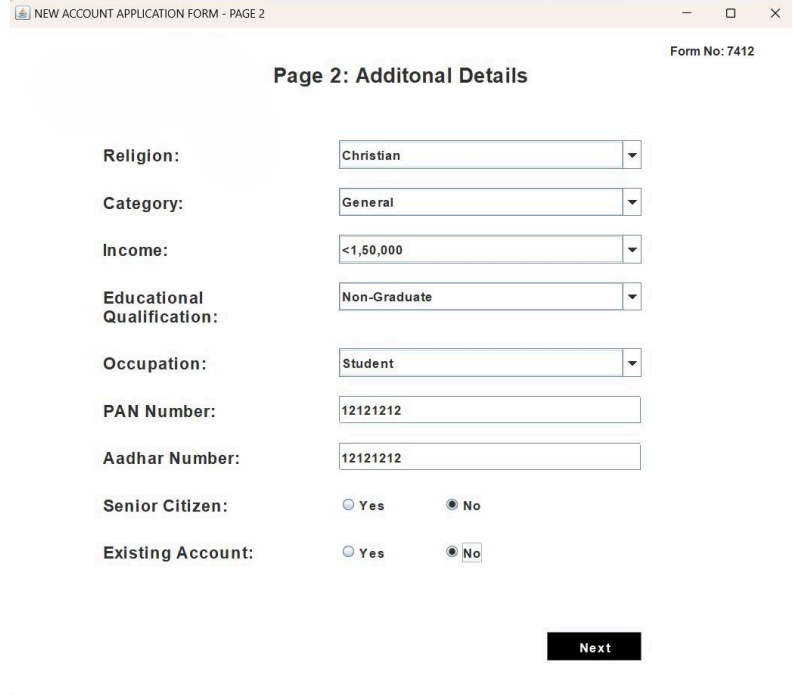 NEW ACCOUNT APPLICATION FORM - PAGE 2
Form No: 7412
Page 2: Additonal Details
Religion: Christian
Category: General
Income: <1,50,000
Educational Qualification: Non-Graduate
Occupation: Student
PAN Number: 12121212
Aadhar Number: 12121212
Senior Citizen: Yes No
Existing Account: Yes No
Next